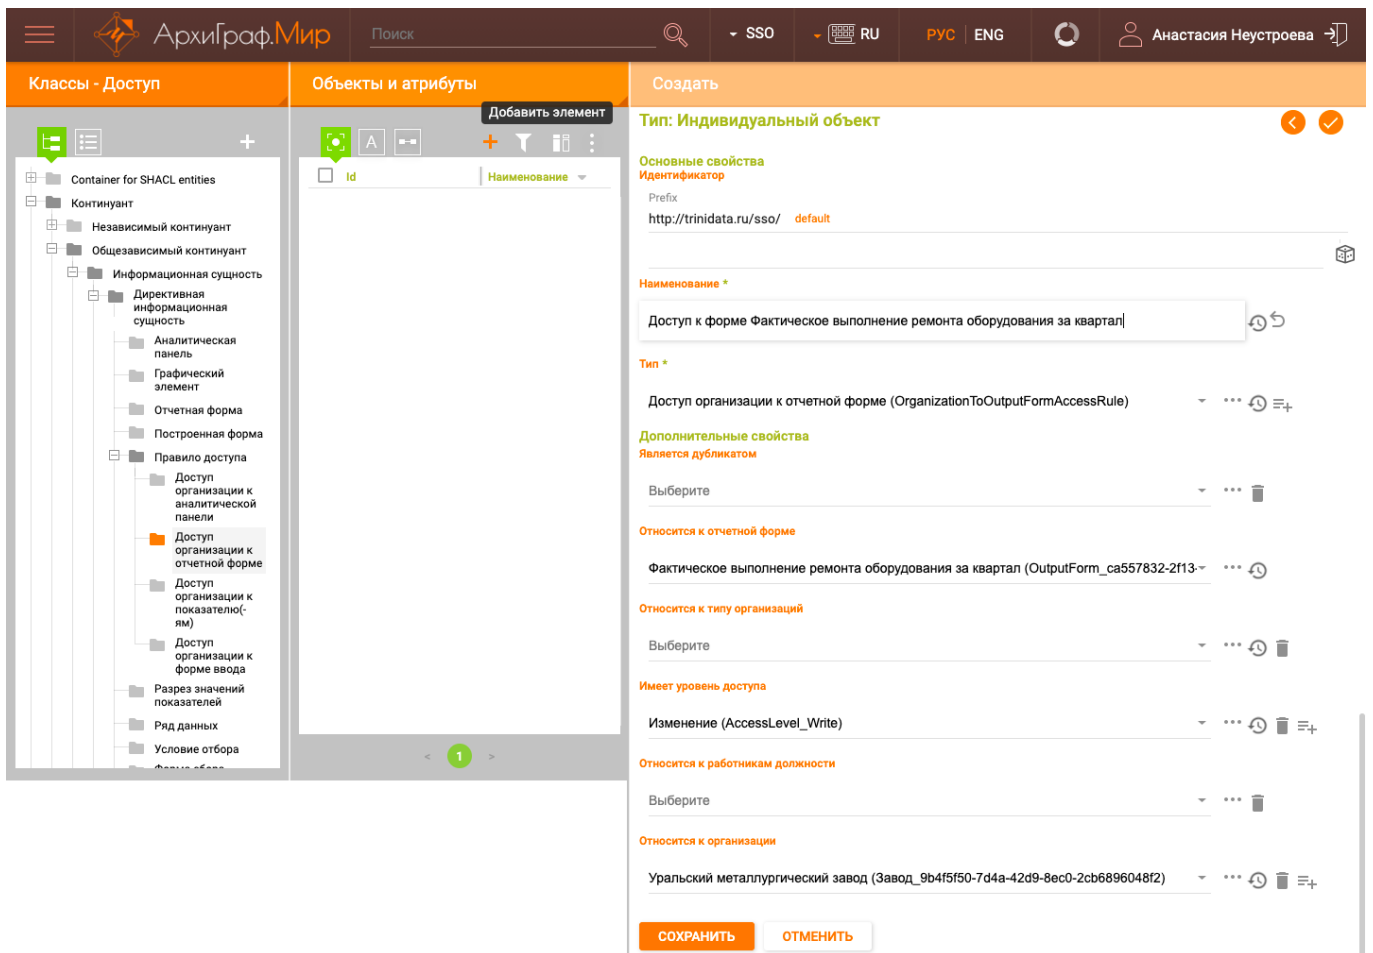 АрхиГраф.Мир
Поиск
SSO
RU
РУС | ENG
Анастасия Неустроева
Классы - Доступ
Объекты и атрибуты
Создать
Добавить элемент
A
Container for SHACL entities
Континуант
Независимый континуант
Общезависимый континуант
Информационная сущность
Директивная
информационная
сущность
Аналитическая
панель
Графический
элемент
Отчетная форма
Построенная форма
Правило доступа
Доступ
организации к
аналитической
панели
Доступ
организации к
отчетной форме
Доступ
организации к
показателю(-
ям)
Доступ
организации к
форме ввода
Разрез значений
показателей
Ряд данных
Условие отбора
Id
Наименование
< 1 >
Тип: Индивидуальный объект
Основные свойства
Идентификатор
Prefix
http://trinidata.ru/sso/ default
Наименование *
Доступ к форме Фактическое выполнение ремонта оборудования за квартал
Тип *
Доступ организации к отчетной форме (OrganizationToOutputFormAccessRule)
Дополнительные свойства
Является дубликатом
Выберите
Относится к отчетной форме
Фактическое выполнение ремонта оборудования за квартал (OutputForm_ca557832-2f13-
Относится к типу организаций
Выберите
Имеет уровень доступа
Изменение (AccessLevel_Write)
Относится к работникам должности
Выберите
Относится к организации
Уральский металлургический завод (Завод_9b4f5f50-7d4a-42d9-8ec0-2cb6896048f2)
СОХРАНИТЬ
ОТМЕНИТЬ